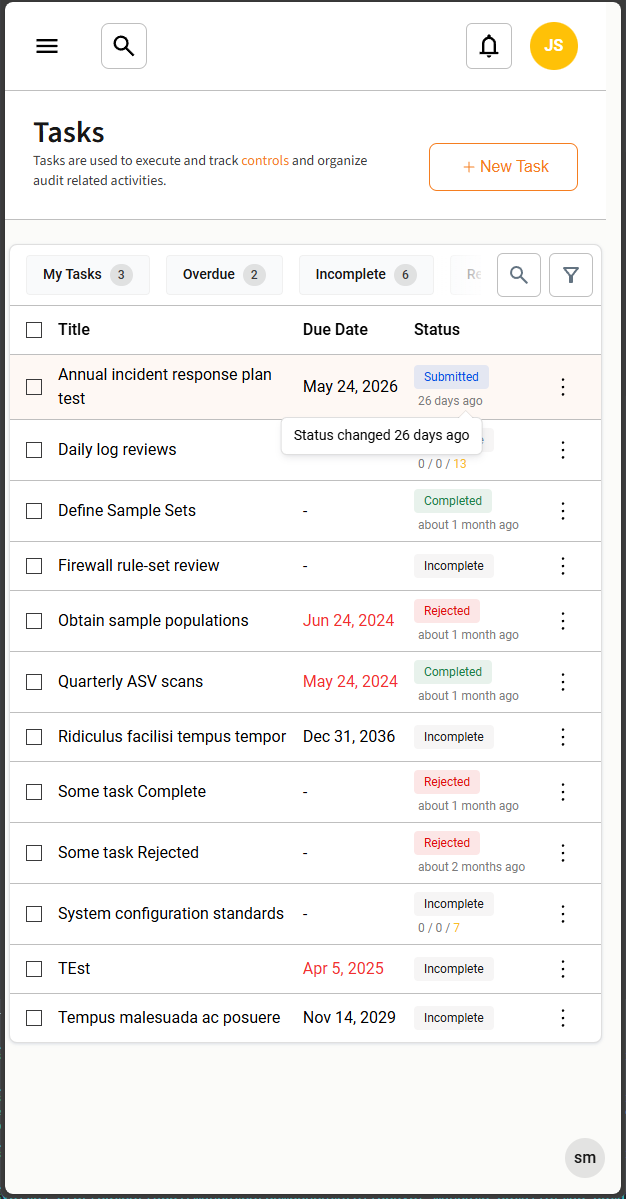 JS
Tasks
Tasks are used to execute and track controls and organize
audit related activities.
+ New Task
My Tasks 3
Overdue 2
Incomplete 6
Title Due Date Status
Annual incident response plan
test
May 24, 2026
Submitted
26 days ago
Status changed 26 days ago
Daily log reviews
0 / 0 / 13
Define Sample Sets - Completed
about 1 month ago
Firewall rule-set review - Incomplete
Obtain sample populations Jun 24, 2024 Rejected
about 1 month ago
Quarterly ASV scans May 24, 2024 Completed
about 1 month ago
Ridiculus facilisi tempus tempor Dec 31, 2036 Incomplete
Some task Complete - Rejected
about 1 month ago
Some task Rejected - Rejected
about 2 months ago
System configuration standards - Incomplete
0 / 0 / 7
TEst Apr 5, 2025 Incomplete
Tempus malesuada ac posuere Nov 14, 2029 Incomplete
sm